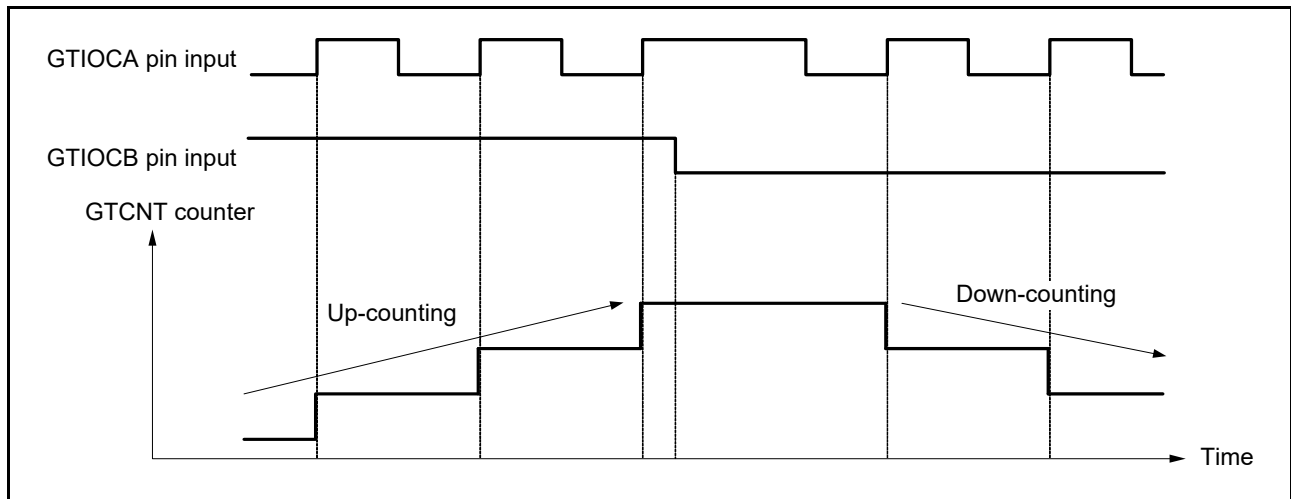 GTIOCA pin input
GTIOCB pin input
GTCNT counter
Up-counting
Down-counting
Time